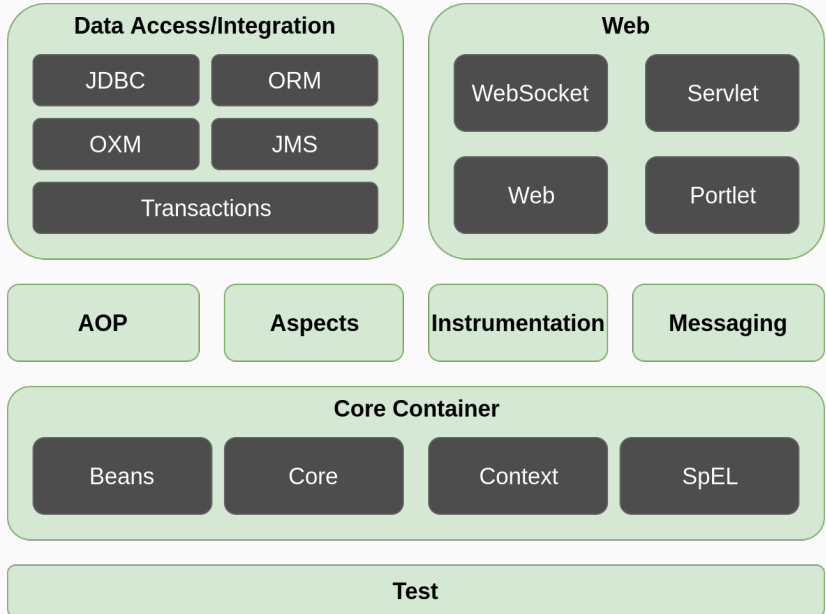 Data Access/Integration
JDBC
ORM
OXM
JMS
Transactions
Web
WebSocket
Servlet
Web
Portlet
AOP
Aspects
Instrumentation
Messaging
Core Container
Beans
Core
Context
SpEL
Test